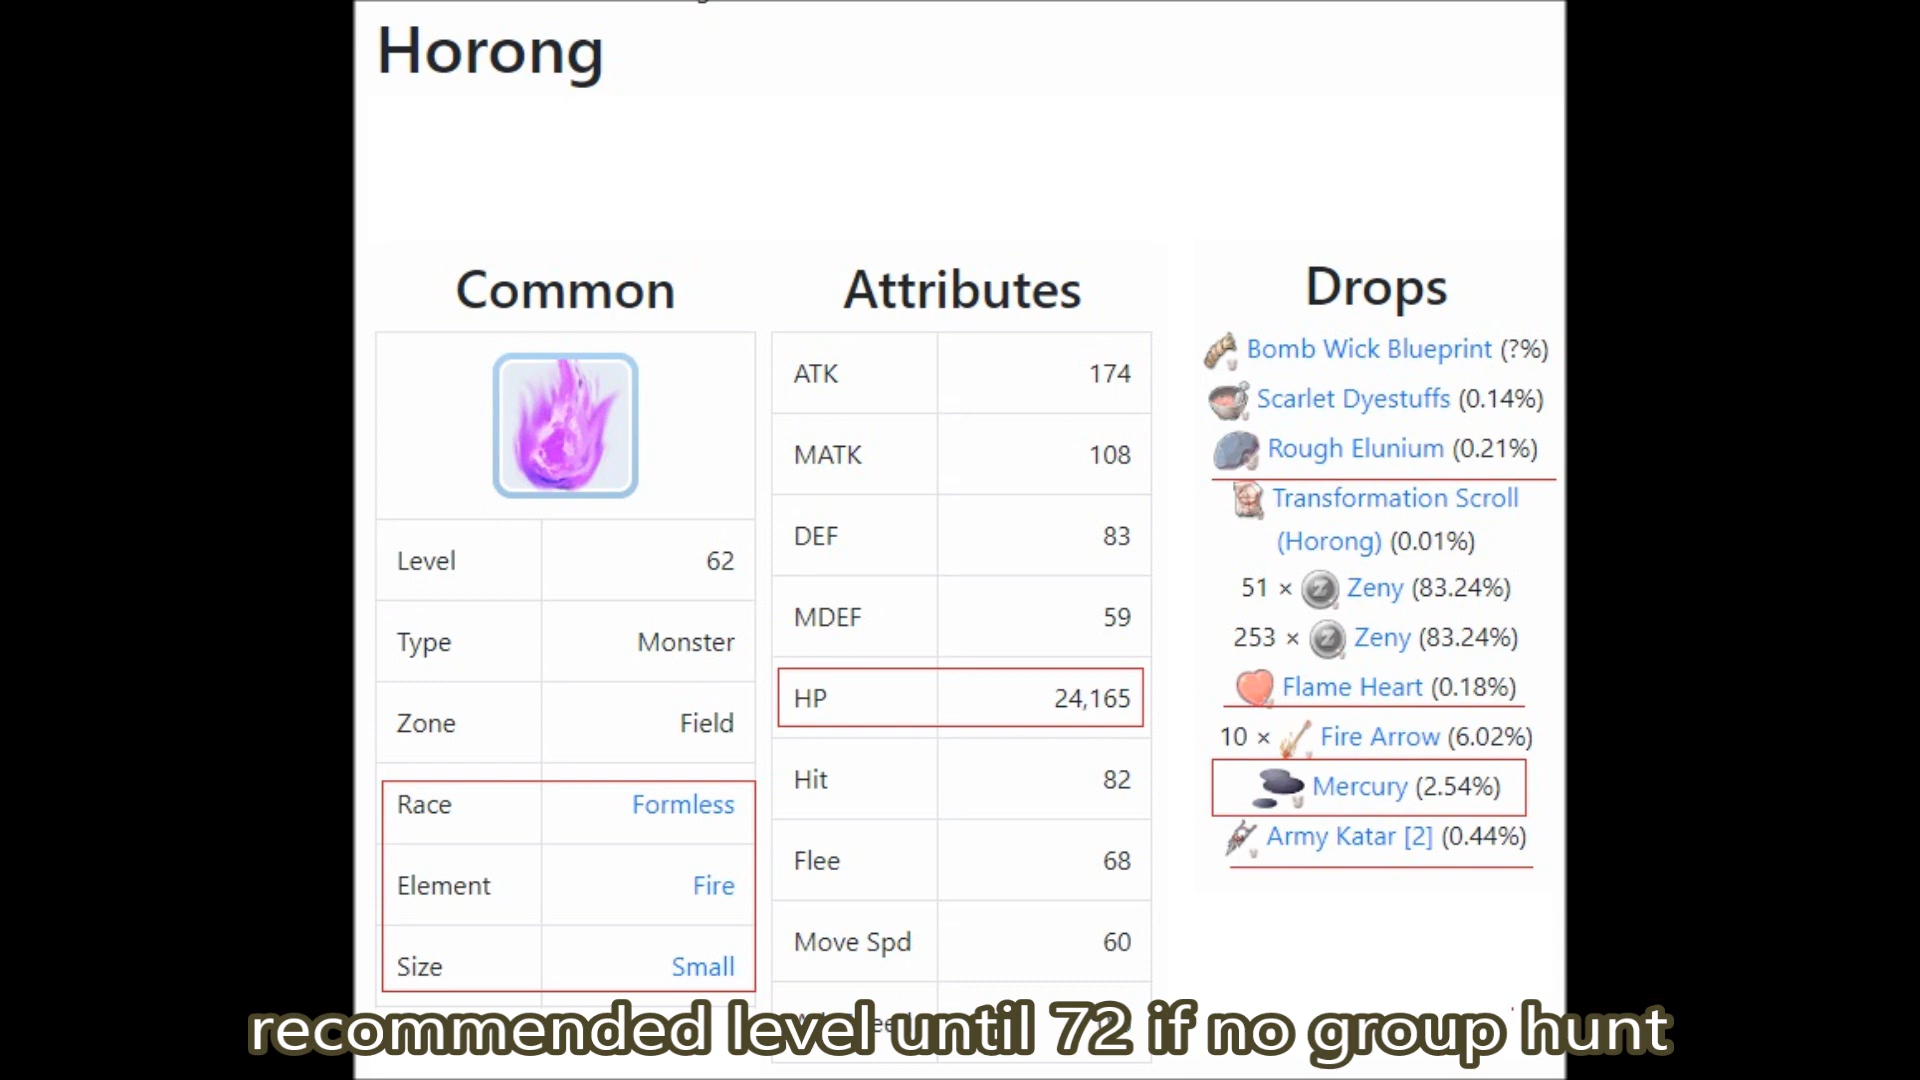 Horong
Common
Level 62
Type Monster
Zone Field
Race Formless
Element Fire
Size Small
Attributes
ATK 174
MATK 108
DEF 83
MDEF 59
HP 24,165
Hit 82
Flee 68
Move Spd 60
Drops
Bomb Wick Blueprint (?%)
Scarlet Dyestuffs (0.14%)
Rough Elunium (0.21%)
Transformation Scroll
(Horong) (0.01%)
51 × Zeny (83.24%)
253 × Zeny (83.24%)
Flame Heart (0.18%)
10 × Fire Arrow (6.02%)
Mercury (2.54%)
Army Katar [2] (0.44%)
recommended level until 72 if no group hunt